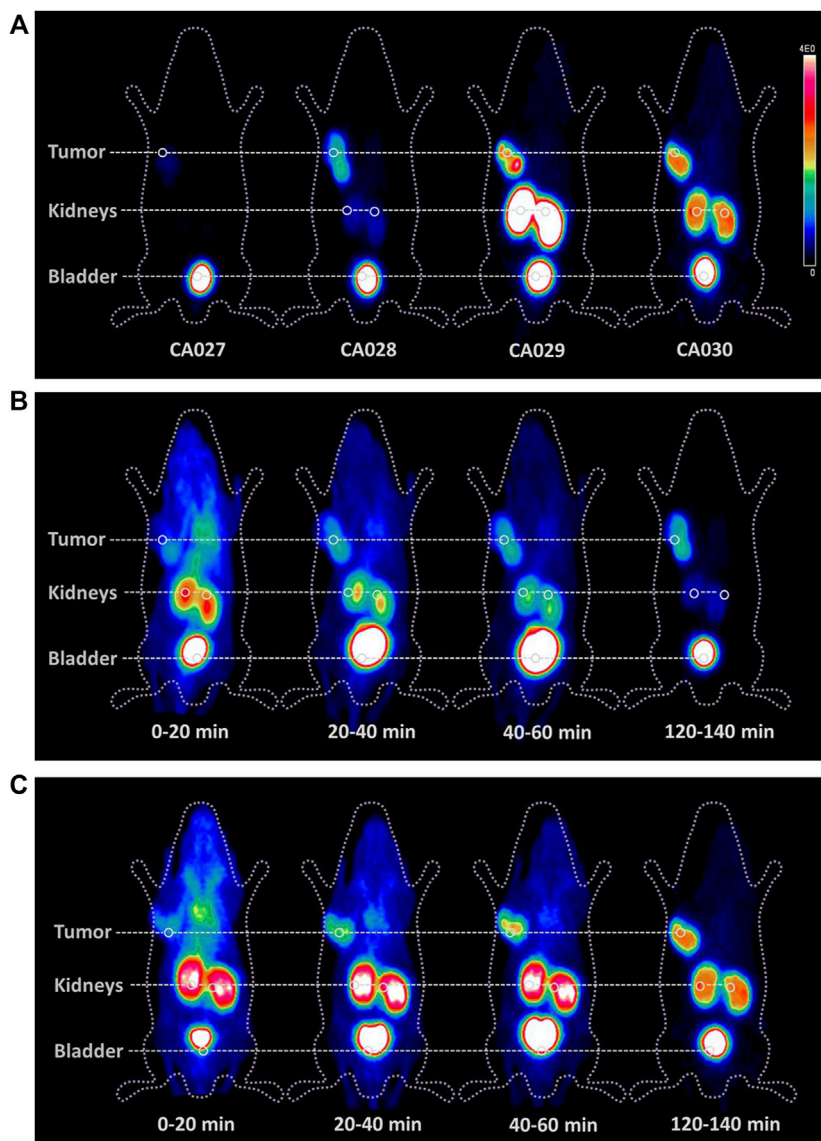 A
4E0
Tumor
Kidneys
Bladder
0
CA027 CA028 CA029 CA030
B
Tumor
Kidneys
Bladder
0-20 min 20-40 min 40-60 min 120-140 min
C
Tumor
Kidneys
Bladder
0-20 min 20-40 min 40-60 min 120-140 min